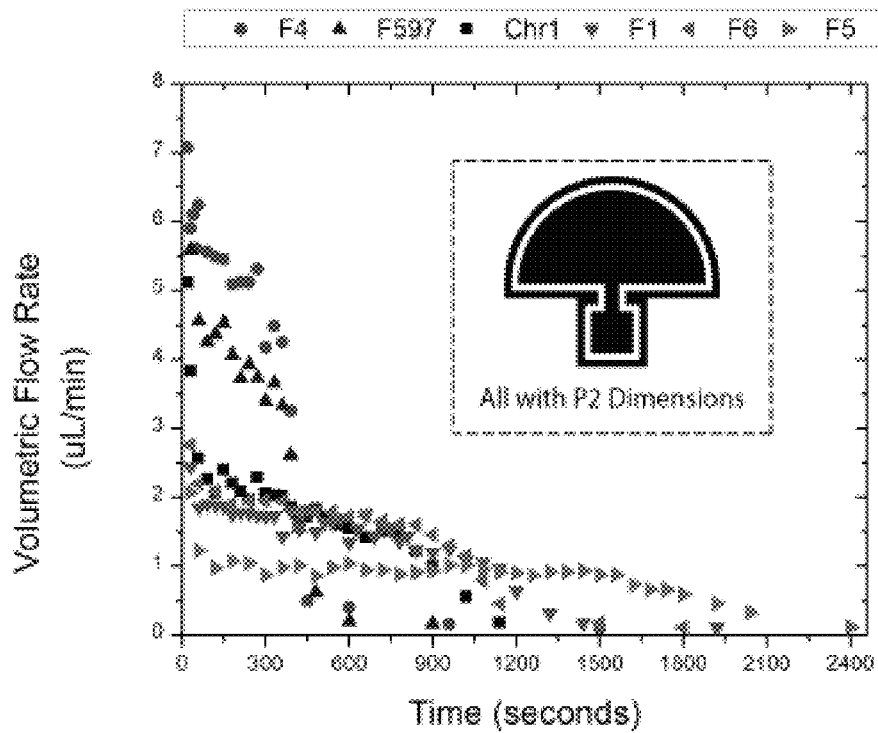 F4 F597 Chr1 F1 F6 F5
8
7
6
5
4
3
2
1
0
Volumetric Flow Rate
(uL/min)
All with P2 Dimensions
0 300 600 900 1200 1500 1800 2100 2400
Time (seconds)